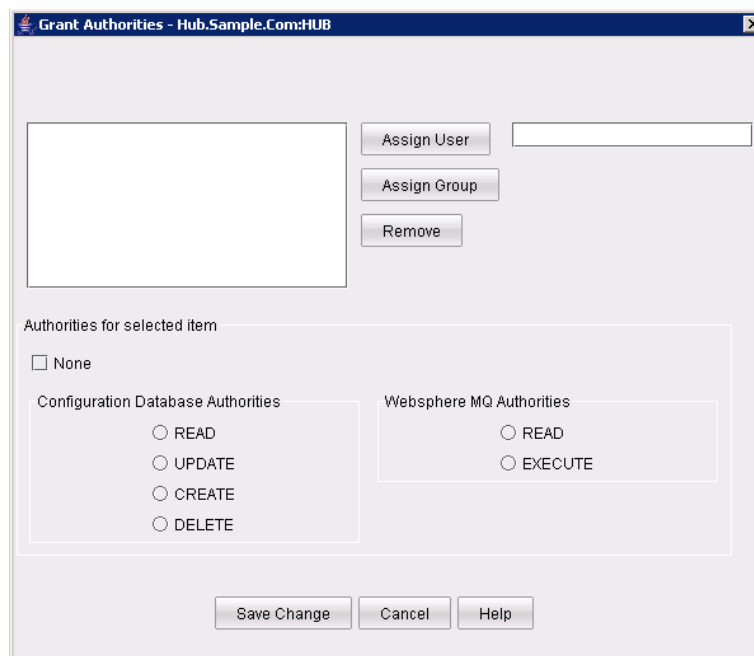 Grant Authorities - Hub.Sample.Com:HUB
Assign User
Assign Group
Remove
Authorities for selected item
None
Configuration Database Authorities
READ
UPDATE
CREATE
DELETE
Websphere MQ Authorities
READ
EXECUTE
Save Change
Cancel
Help